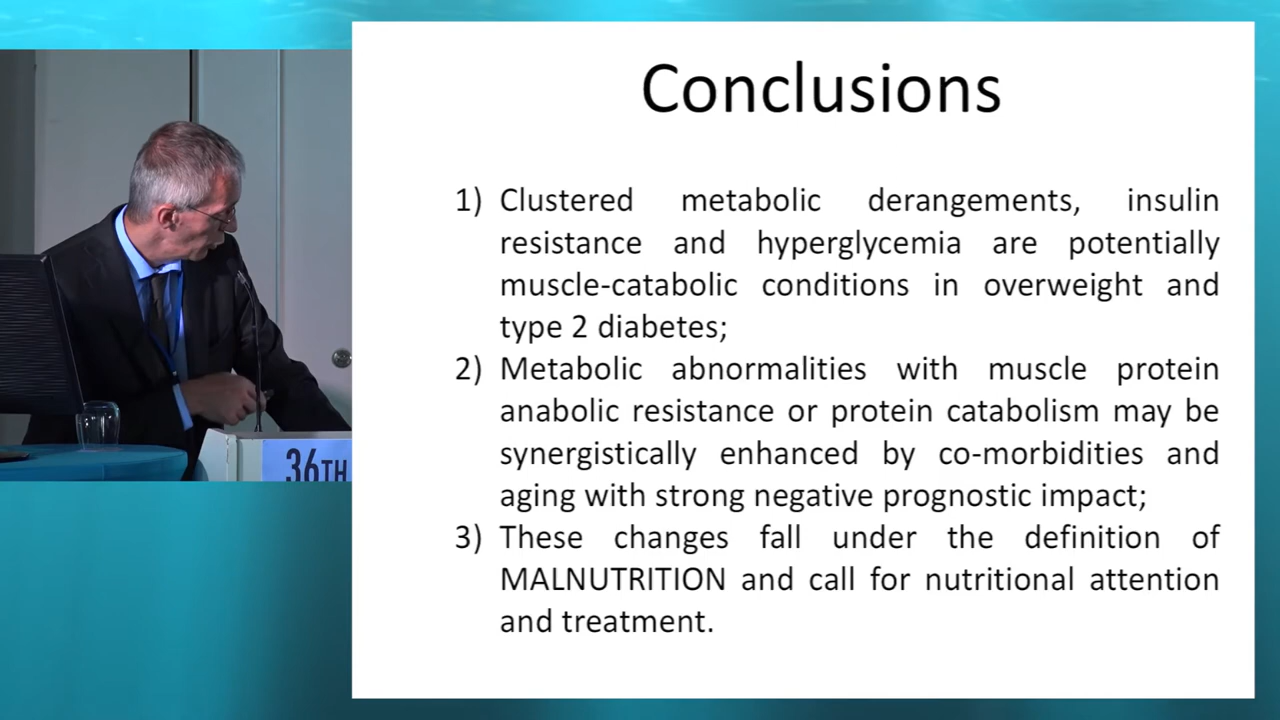 Conclusions
1) Clustered metabolic derangements, insulin
resistance and hyperglycemia are potentially
muscle-catabolic conditions in overweight and
type 2 diabetes;
2) Metabolic abnormalities with muscle protein
anabolic resistance or protein catabolism may be
synergistically enhanced by co-morbidities and
aging with strong negative prognostic impact;
3) These changes fall under the definition of
MALNUTRITION and call for nutritional attention
and treatment.
36TH